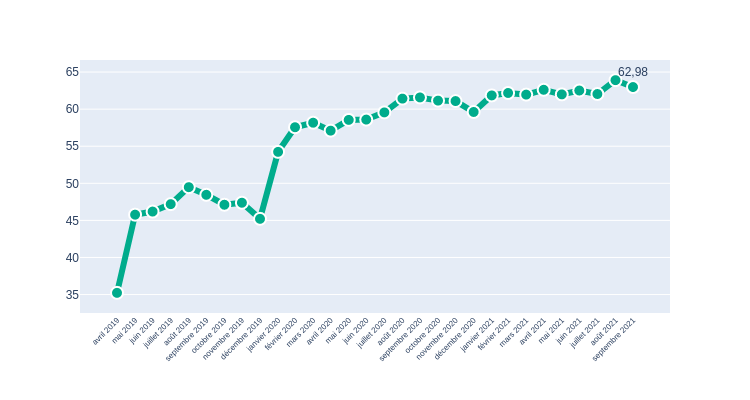 65
62,98
60
55
50
45
40
35
avril 2019
mai 2019
juin 2019
juillet 2019
août 2019
septembre 2019
octobre 2019
novembre 2019
décembre 2019
janvier 2020
février 2020
mars 2020
avril 2020
mai 2020
juin 2020
juillet 2020
août 2020
septembre 2020
octobre 2020
novembre 2020
décembre 2020
janvier 2021
février 2021
mars 2021
avril 2021
mai 2021
juin 2021
juillet 2021
août 2021
septembre 2021